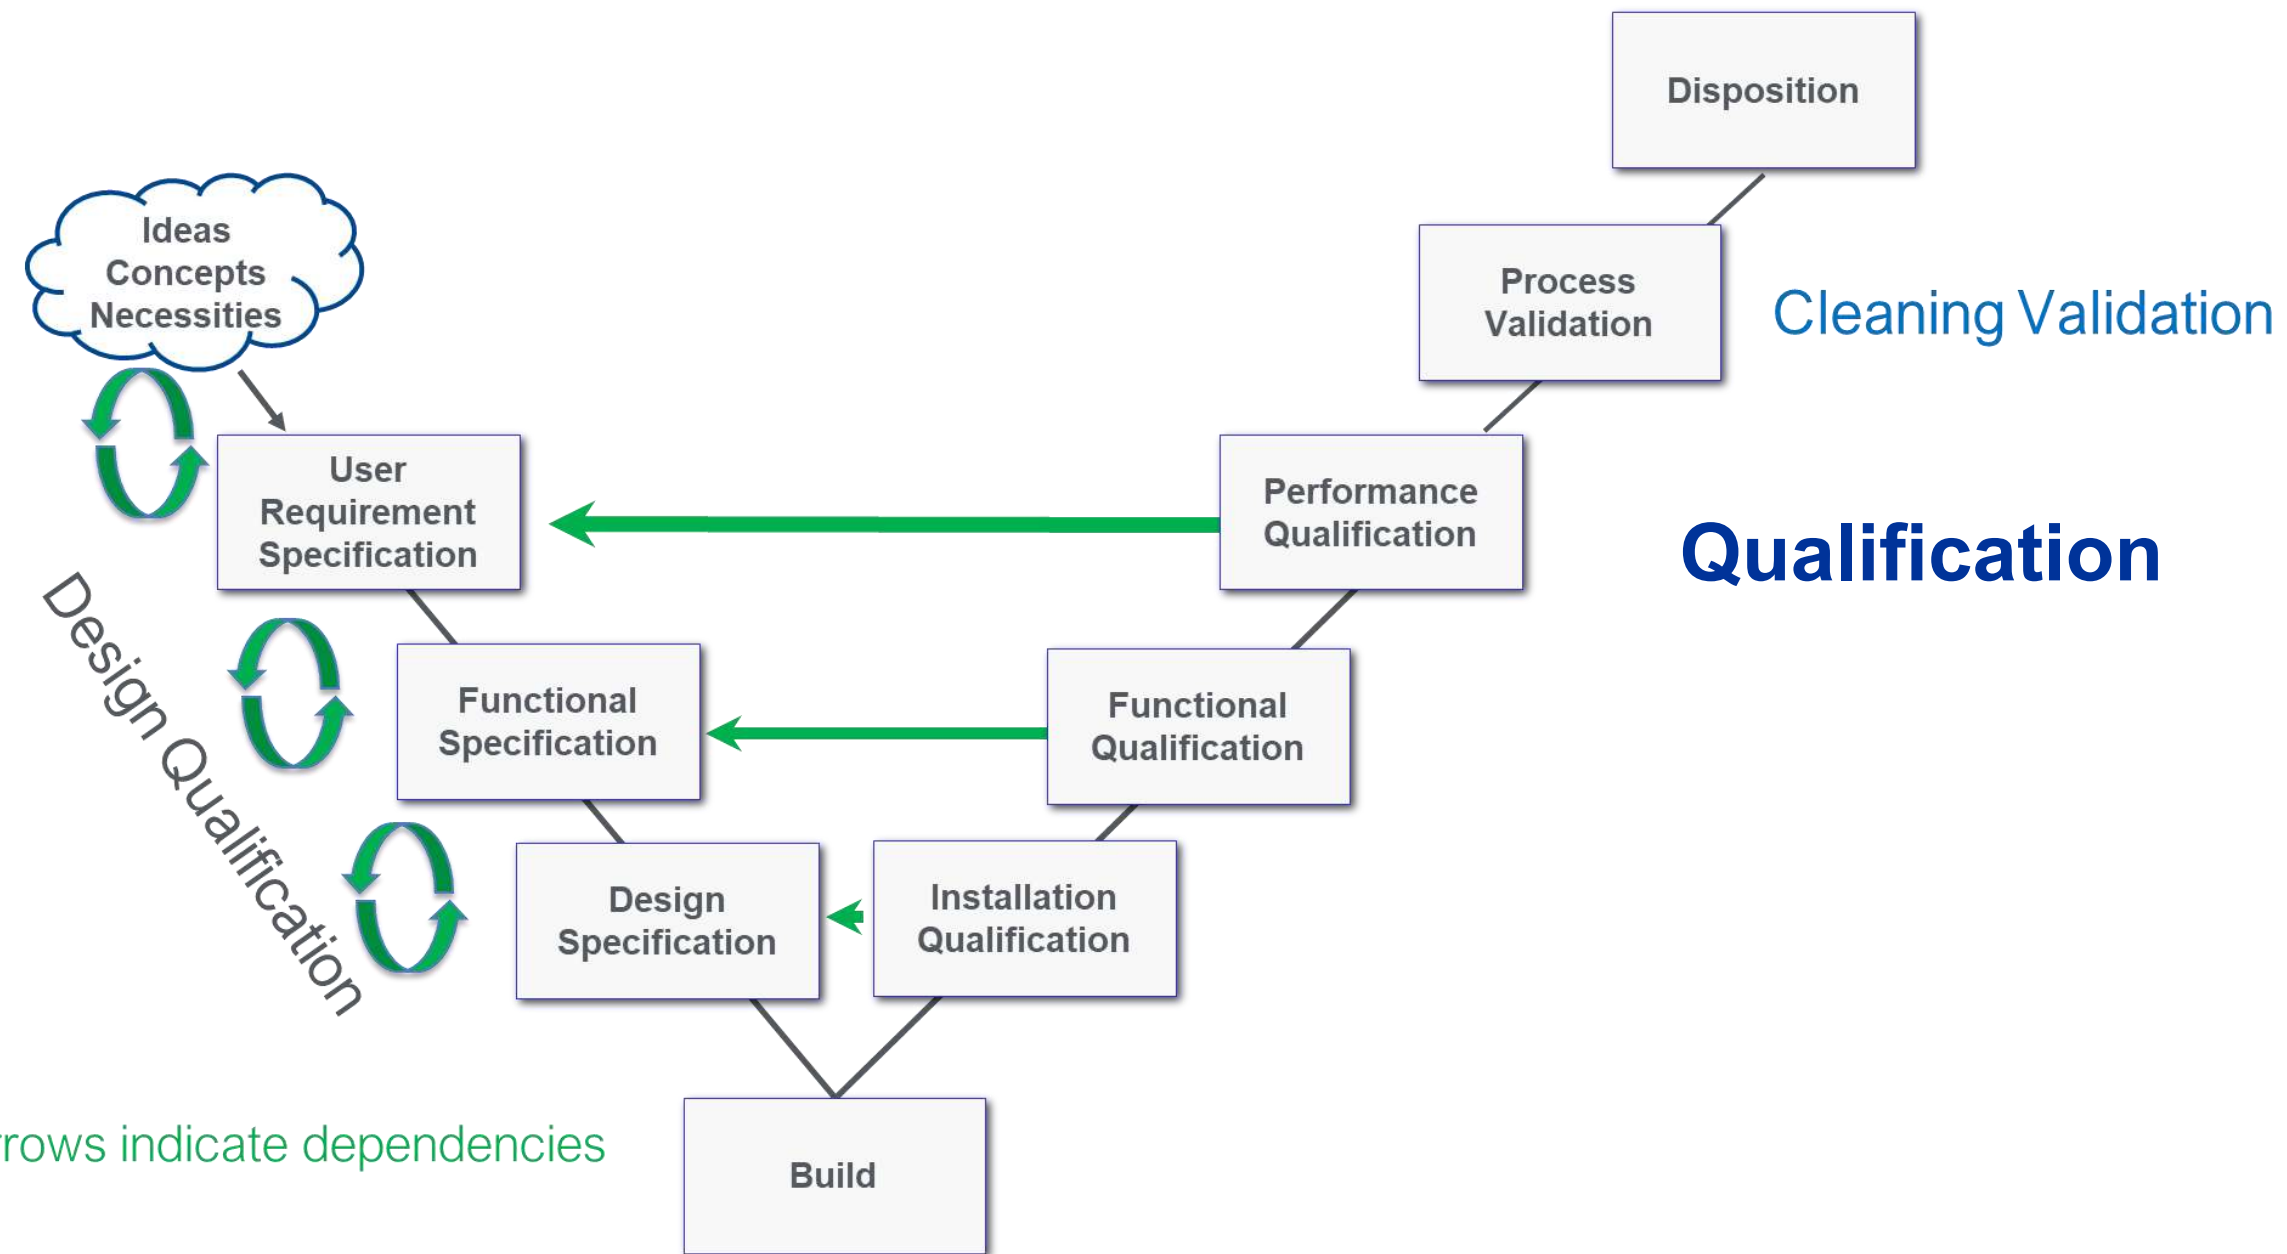 Disposition
Ideas
Concepts
Necessities
Process
Validation
Cleaning Validation
User
Requirement
Specification
Performance
Qualification
Qualification
Design Qualification
Functional
Specification
Functional
Qualification
Design
Specification
Installation
Qualification
rrows indicate dependencies
Build